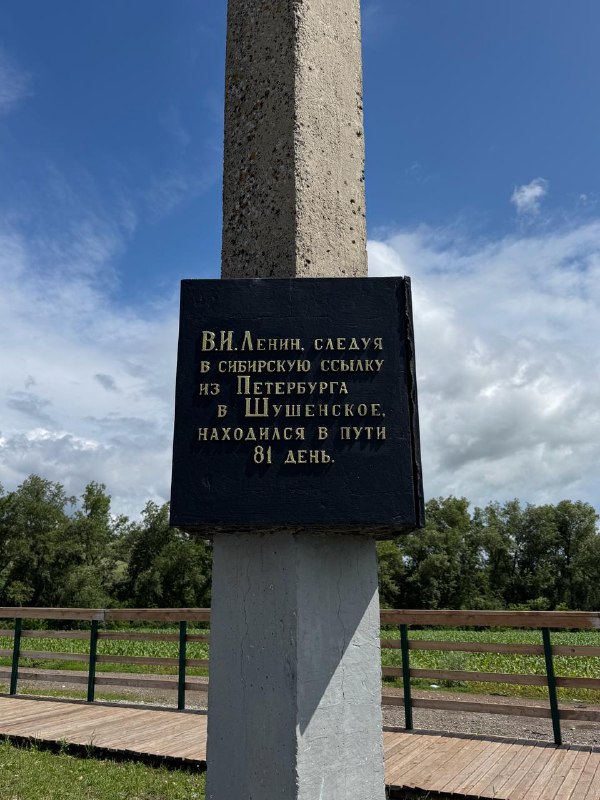 В.И. Ленин, следуя
в сибирскую ссылку
из Петербурга
в Шушенское,
находился в пути
81 день.